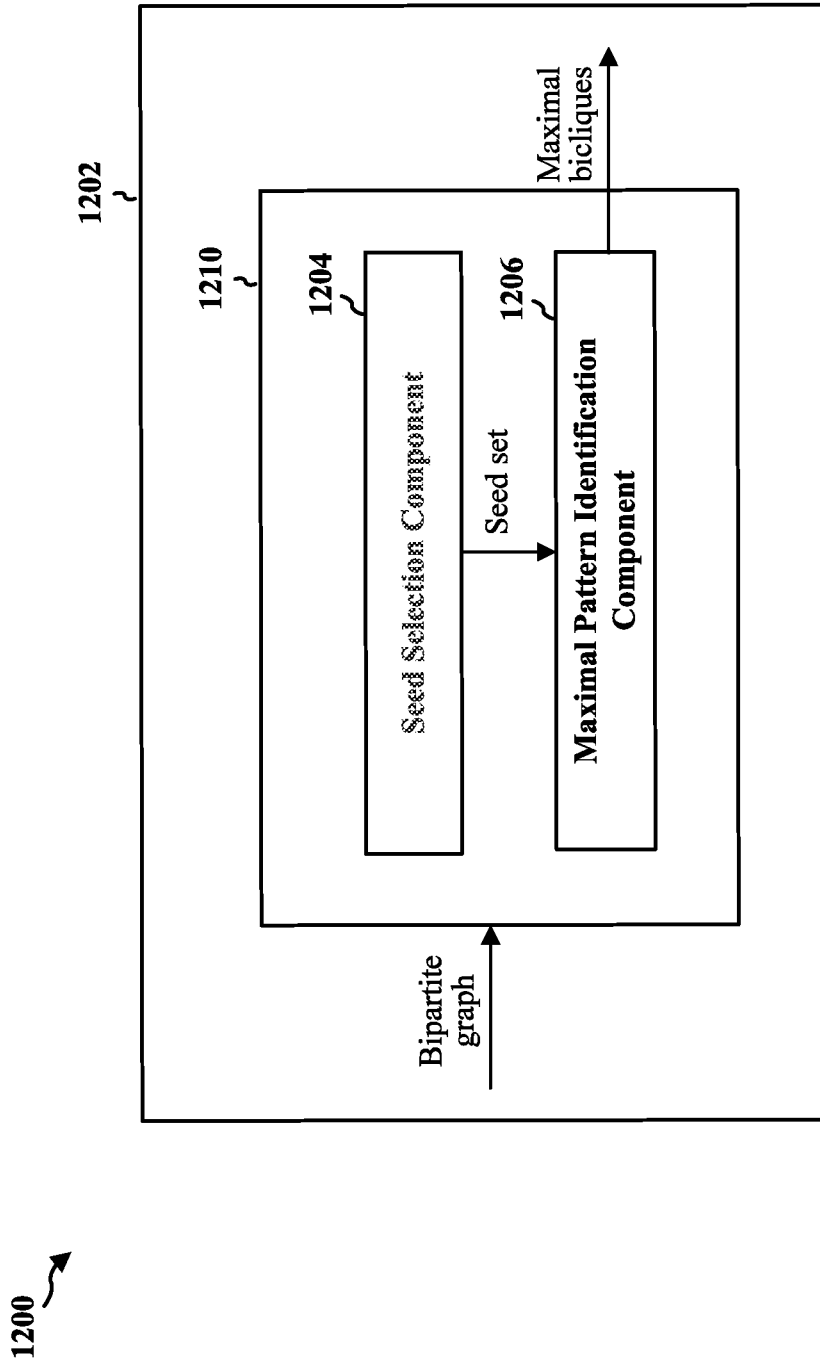 1200
1202
1210
1204
Seed Selection Component
Bipartite
graph
Seed set
1206
Maximal Pattern Identification
Component
Maximal
bicliques